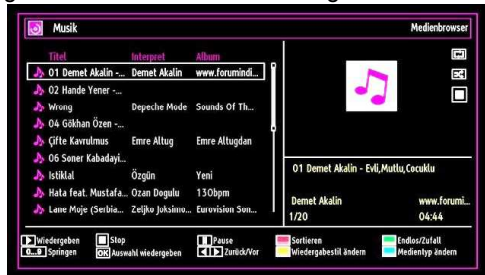 Musik
Medienbrowser
Titel Interpret Album
01 Demet Akalin -... Demet Akalin www.forumindi...
02 Hande Yener -...
Wrong Depeche Mode Sounds Of Th...
04 Gökhan Özen -...
Çifte Kavrulmus Emre Altug Emre Altugdan
06 Soner Kabadayi...
Istiklal Özgün Yeni
Hata feat. Mustafa... Ozan Dogulu 130bpm
Lane Moje (Serbia... Zeljko Joksimo... Eurovision Son...
01 Demet Akalin - Evli,Mutlu,Cocuklu
Demet Akalin www.forumi...
1/20 04:44
Wiedergeben Stop Pause Sortieren Endlos/Zufall
0...9 Springen OK Auswahl wiedergeben Zurück/Vor Wiedergabestil ändern Medientyp ändern